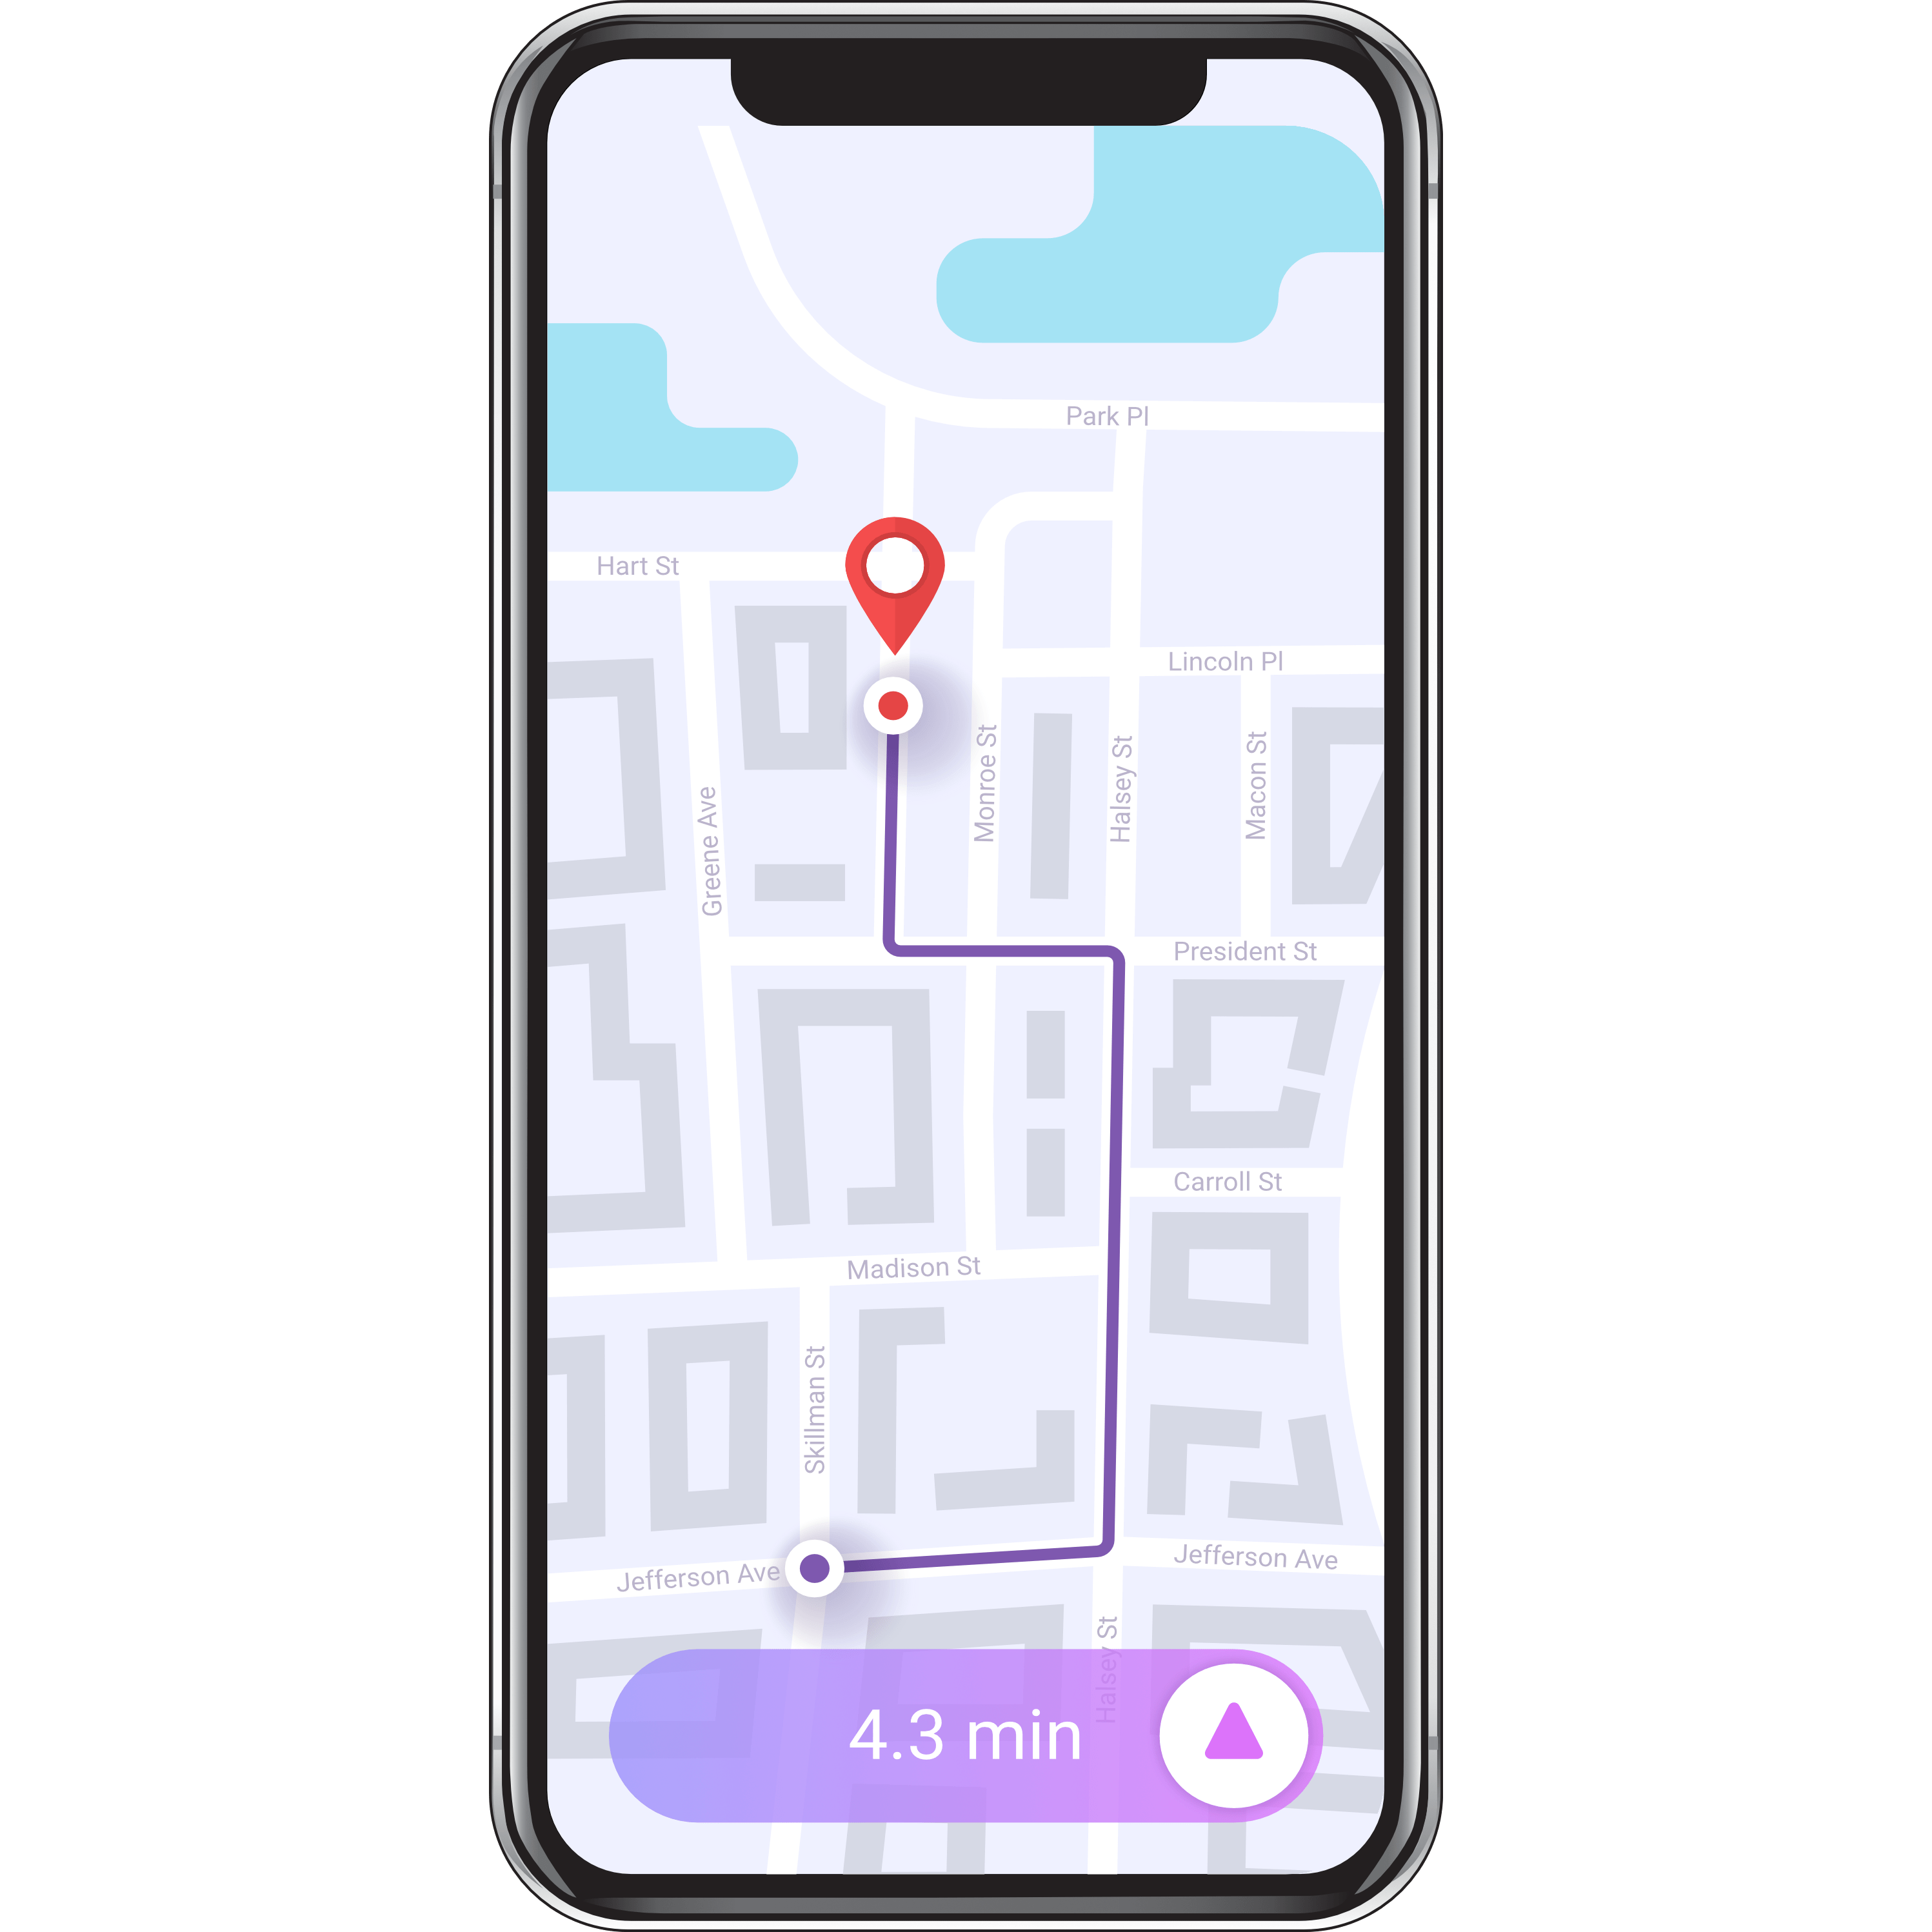 Park Pl
Hart St
Lincoln Pl
Greene Ave
Monroe St
Halsey St
Macon St
President St
Carroll St
Madison St
Skillman St
Jefferson Ave
Jefferson Ave
Halsey St
4.3 min